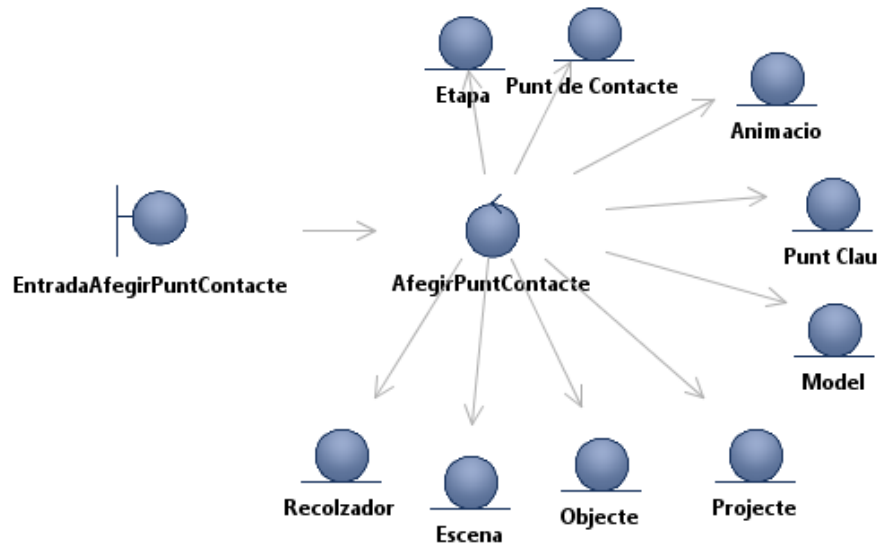 Etapa
Punt de Contacte
Animacio
Punt Clau
EntradaAfegirPuntContacte
AfegirPuntContacte
Model
Recolzador
Escena
Objecte
Projecte